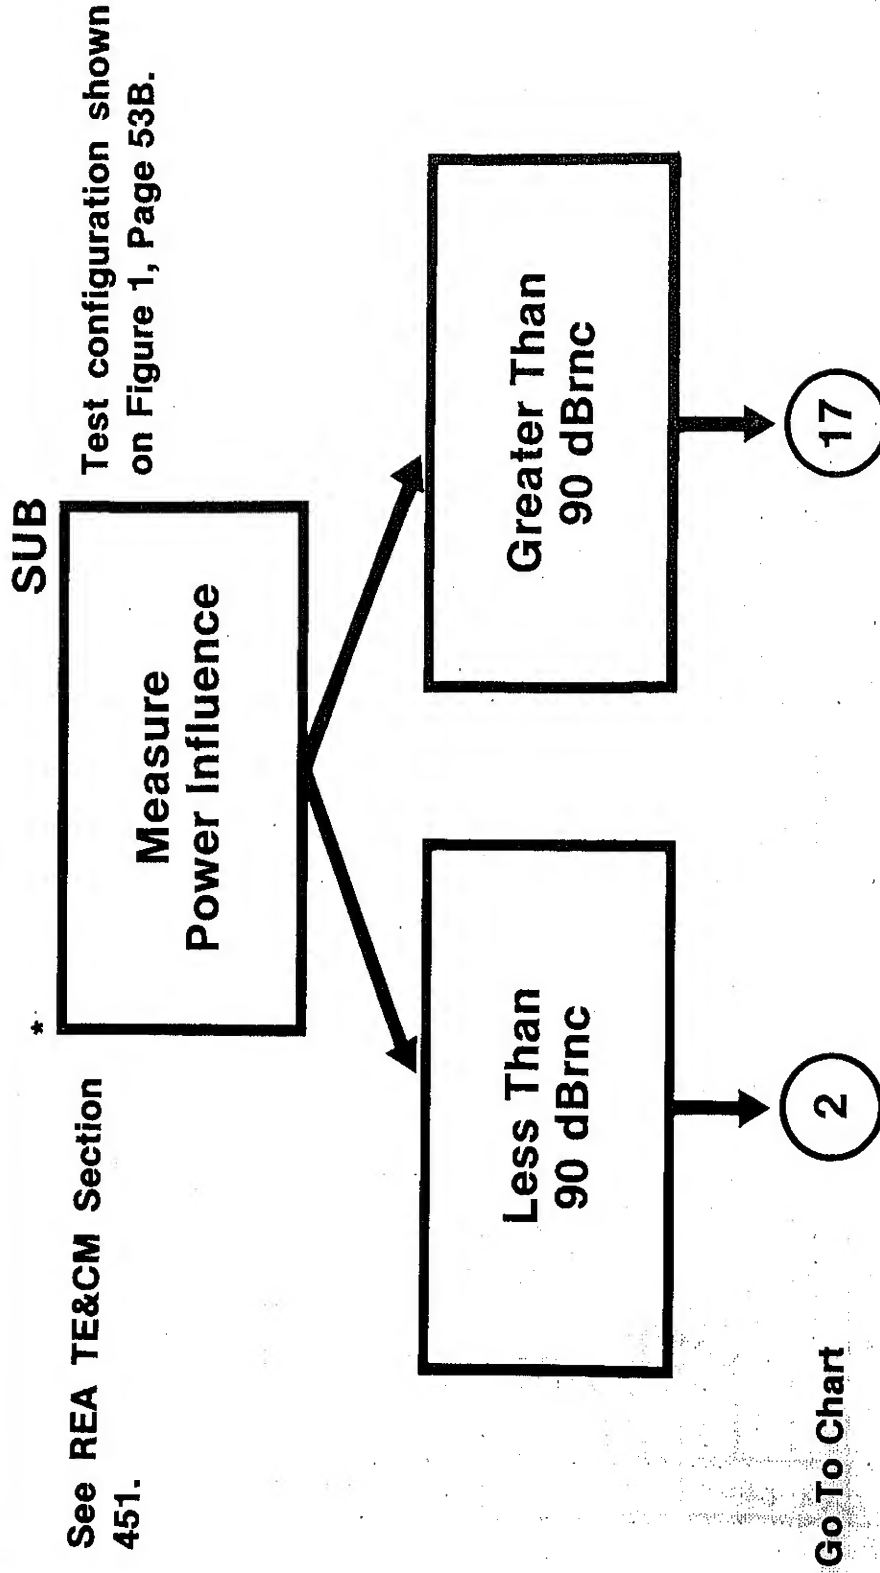 SUB
*
See REA TE&CM Section
451.
Measure
Power Influence
Test configuration shown
on Figure 1, Page 53B.
Less Than
90 dBrnc
Greater Than
90 dBrnc
Go To Chart
2
17